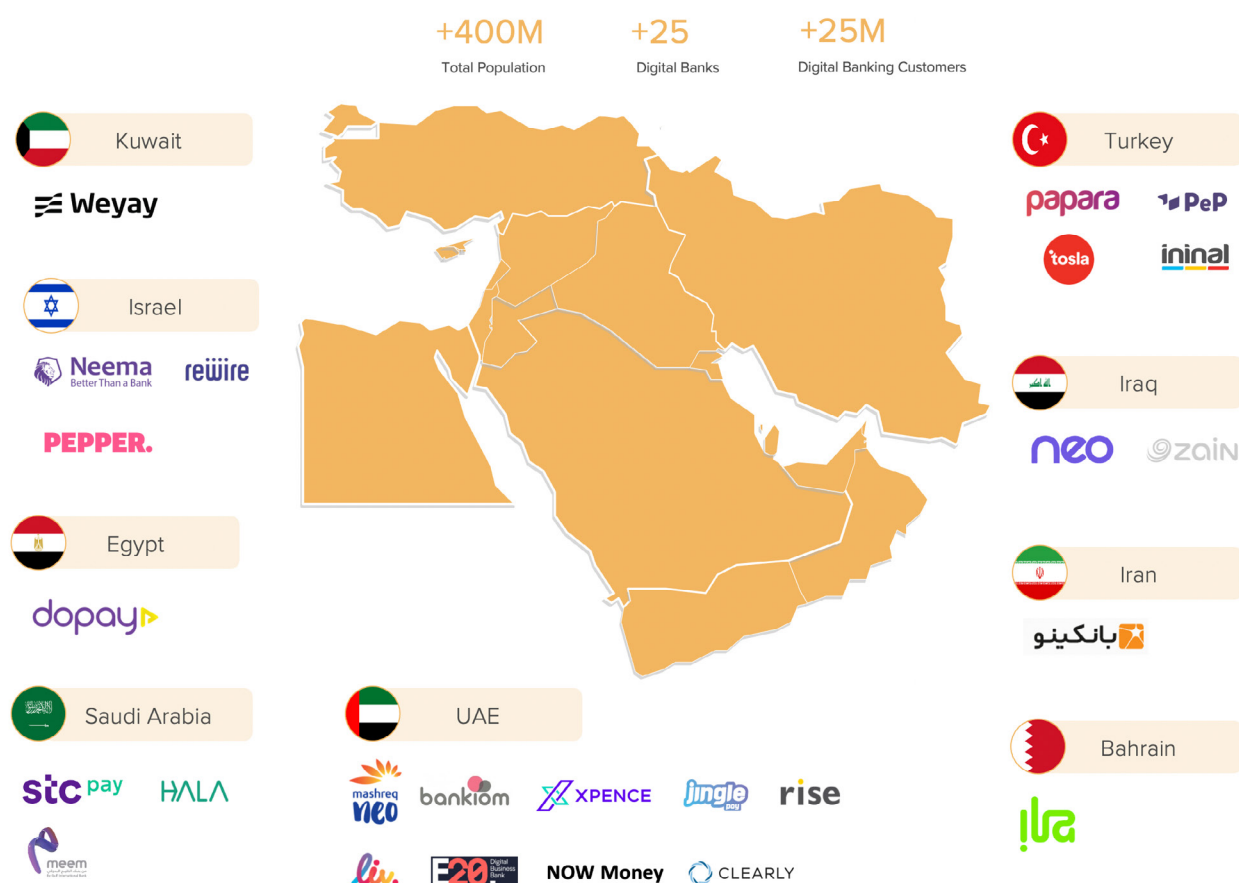 +400M
Total Population
+25
Digital Banks
+25M
Digital Banking Customers
Kuwait
Weyay
Israel
Neema
Better Than a Bank
rewire
PEPPER.
Egypt
dopay
Saudi Arabia
stc pay
HALA
meem
UAE
mashreq
neo
bankiom
XPENCE
jingle
pay
rise
liv.
E20
Digital
Business
Bank
NOW Money
CLEARLY
Turkey
papara
PeP
tosla
ininal
Iraq
neo
zain
Iran
بانکینو
Bahrain
ila